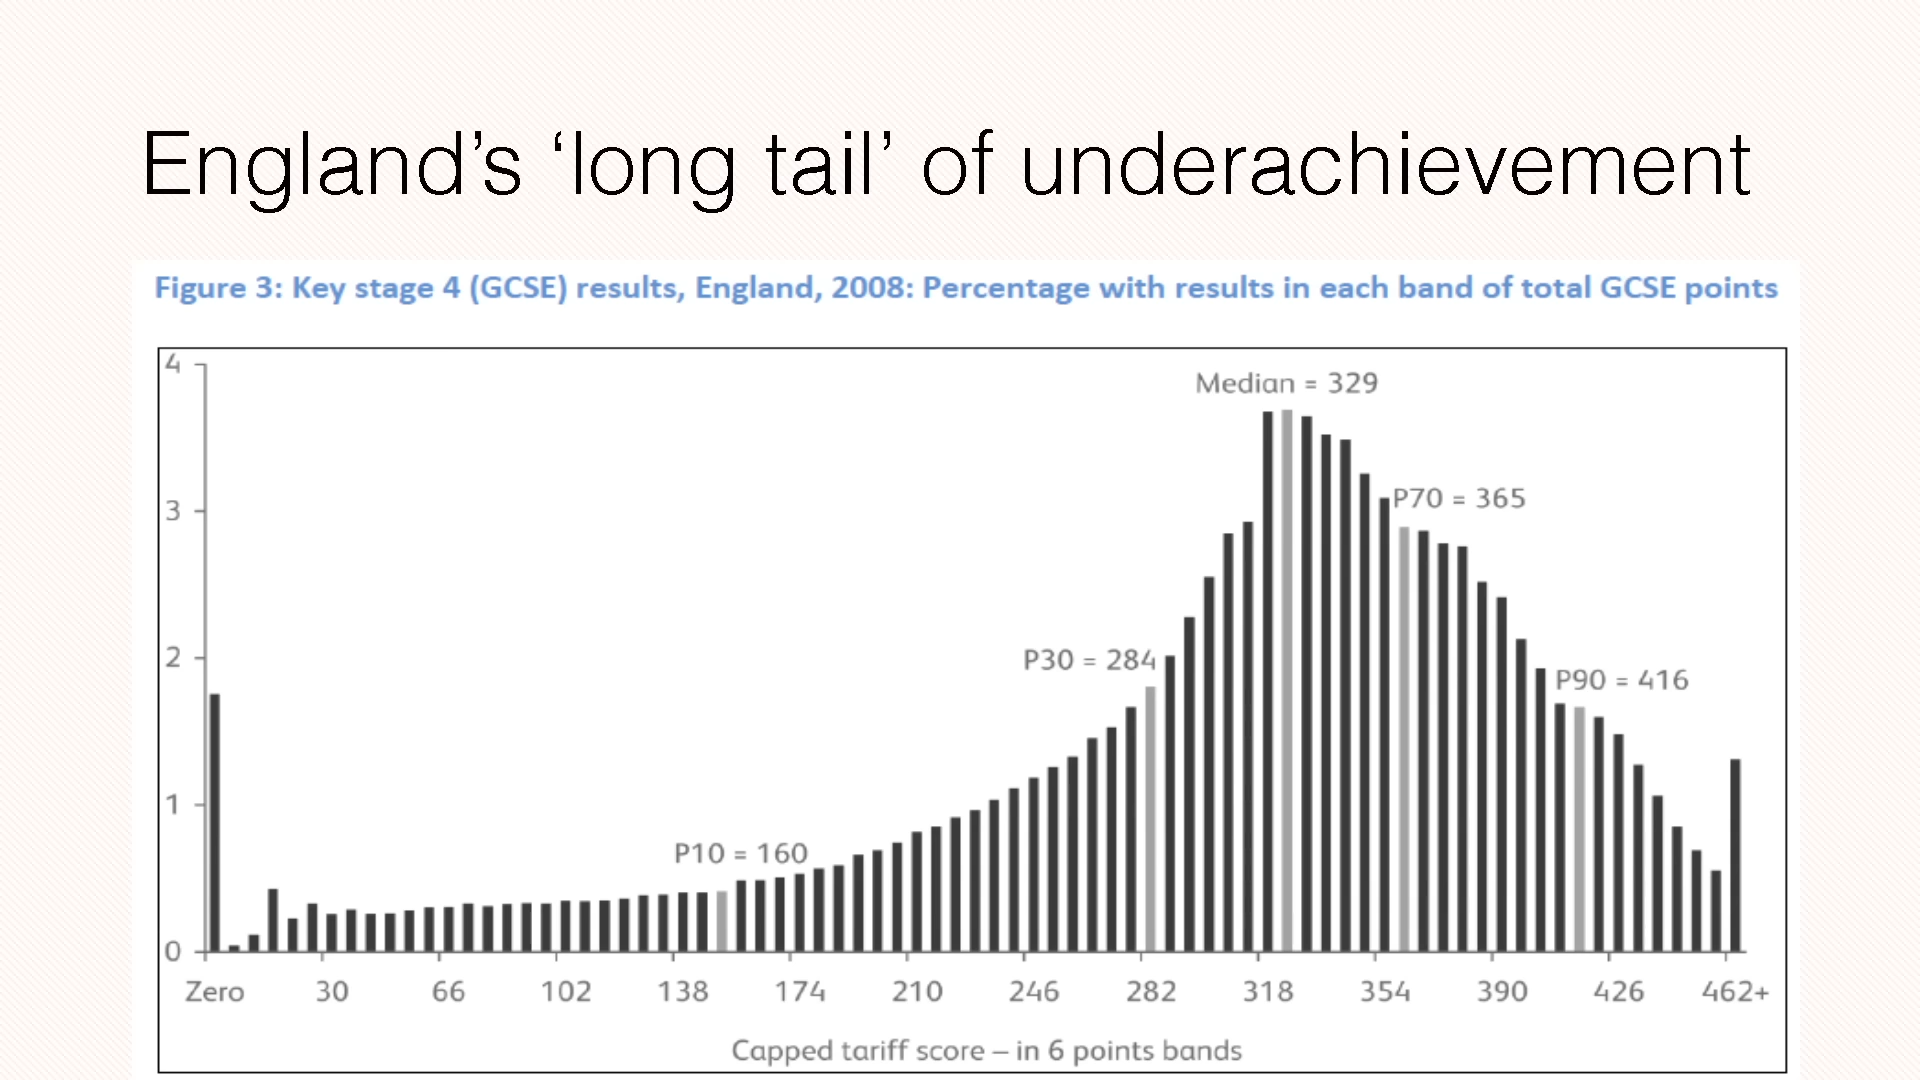 England’s ‘long tail’ of underachievement
Figure 3: Key stage 4 (GCSE) results, England, 2008: Percentage with results in each band of total GCSE points
4
Median = 329
3
P70 = 365
2
P30 = 284
P90 = 416
1
P10 = 160
0
Zero 30 66 102 138 174 210 246 282 318 354 390 426 462+
Capped tariff score – in 6 points bands